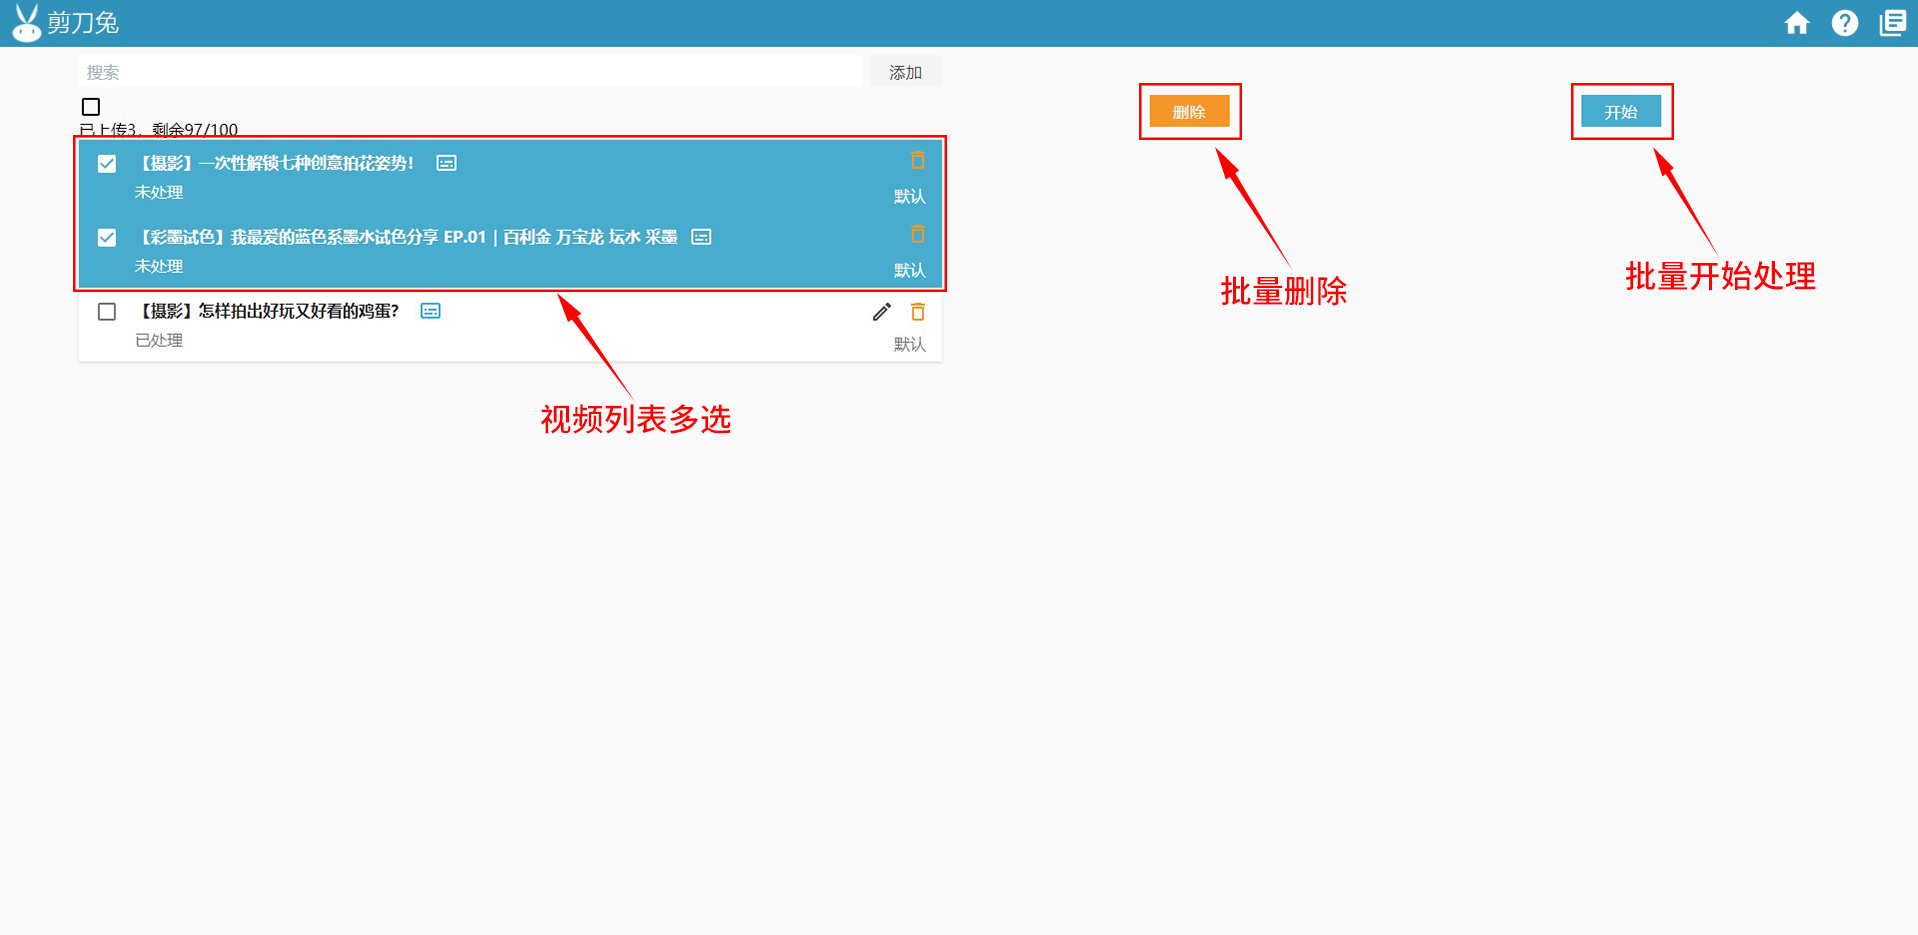 剪刀兔
搜索
添加
已上传3，剩余97/100
删除
开始
【摄影】一次性解锁七种创意拍花姿势！
未处理
默认
【彩墨试色】我最爱的蓝色系墨水试色分享 EP.01 | 百利金 万宝龙 坛水 采墨
未处理
默认
批量删除
批量开始处理
【摄影】怎样拍出好玩又好看的鸡蛋？
已处理
默认
视频列表多选